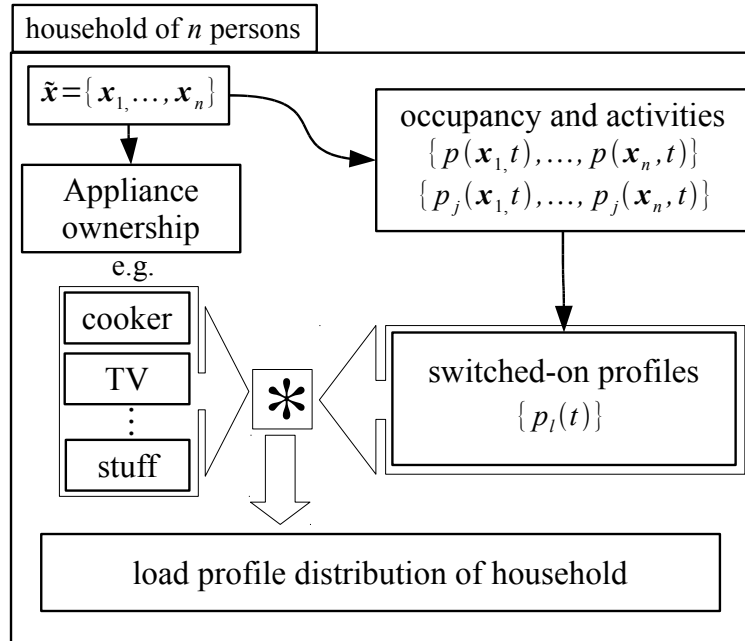 household of n persons
x̃={x₁,…,xₙ}
occupancy and activities
{p(x₁,t),…,p(xₙ,t)}
{pⱼ(x₁,t),…,pⱼ(xₙ,t)}
Appliance
ownership
e.g.
cooker
TV
⋮
stuff
*
switched-on profiles
{pₗ(t)}
load profile distribution of household